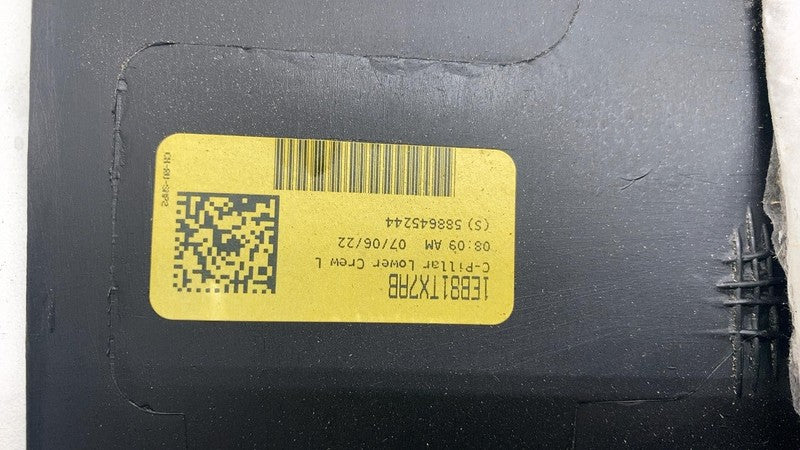 1EB81TX7AB
C-Pillar Lower Crew L
08:09 AM 07/06/22
(S) 588645244